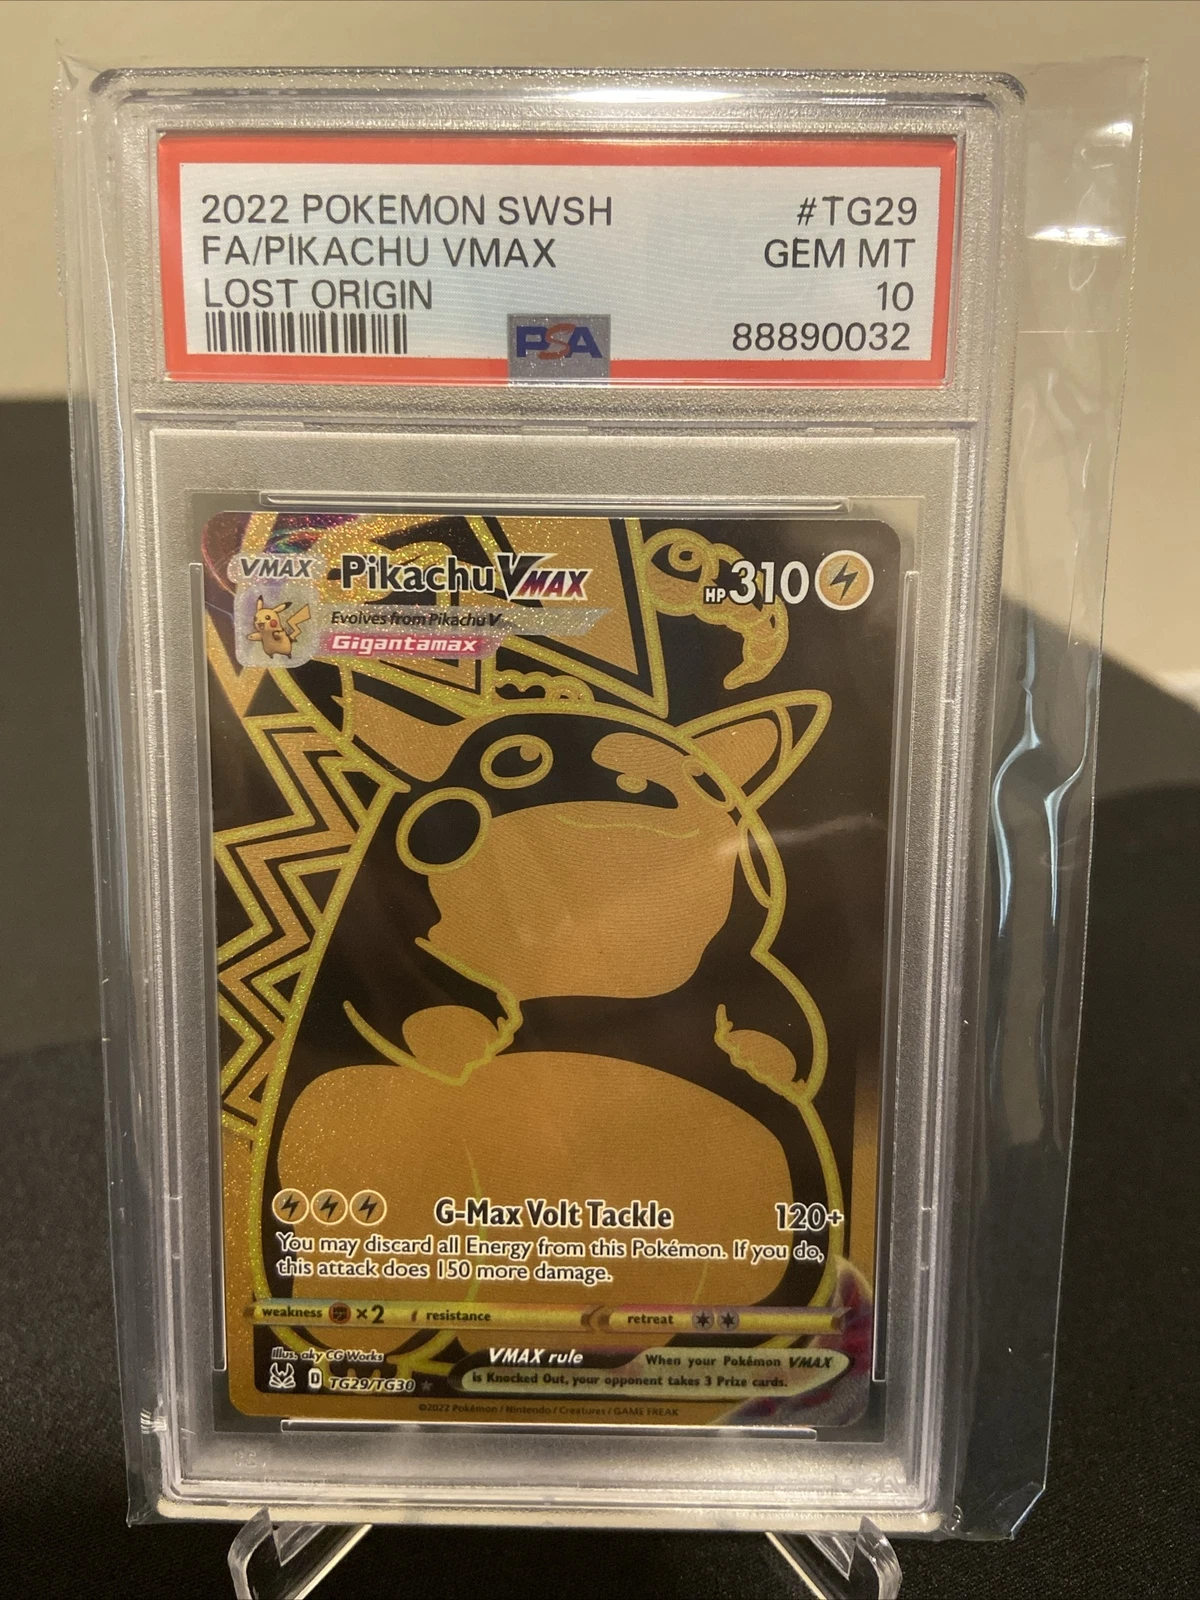 2022 POKEMON SWSH #TG29
FA/PIKACHU VMAX GEM MT
LOST ORIGIN 10
88890032
PSA
VMAX Pikachu VMAX HP 310
Evolves from Pikachu V
Gigantamax
G-Max Volt Tackle 120+
You may discard all Energy from this Pokémon. If you do,
this attack does 150 more damage.
weakness ×2 resistance retreat
Illus. aky CG Works
VMAX rule When your Pokémon VMAX
is Knocked Out, your opponent takes 3 Prize cards.
D TG29/TG30
©2022 Pokémon / Nintendo / Creatures / GAME FREAK